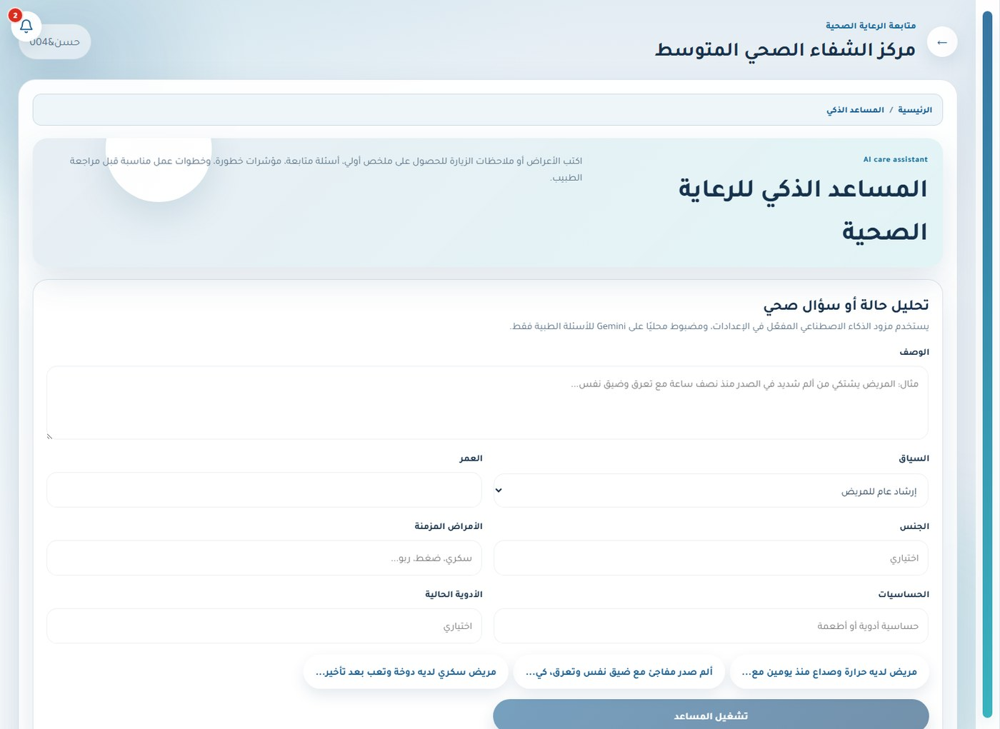 متابعة الرعاية الصحية
مركز الشفاء الصحي المتوسط
←
2
حسن&004
الرئيسية / المساعد الذكي
AI care assistant
المساعد الذكي للرعاية
الصحية
اكتب الأعراض أو ملاحظات الزيارة للحصول على ملخص أولي، أسئلة متابعة، مؤشرات خطورة، وخطوات عمل مناسبة قبل مراجعة
الطبيب.
تحليل حالة أو سؤال صحي
يستخدم مزود الذكاء الاصطناعي المفعّل في الإعدادات، ومضبوط محليًا على Gemini للأسئلة الطبية فقط.
الوصف
مثال: المريض يشتكي من ألم شديد في الصدر منذ نصف ساعة مع تعرق وضيق نفس...
السياق
العمر
إرشاد عام للمريض
الجنس
الأمراض المزمنة
اختياري
سكري، ضغط، ربو...
الحساسيات
الأدوية الحالية
حساسية أدوية أو أطعمة
اختياري
مريض لديه حرارة وصداع منذ يومين مع...
ألم صدر مفاجئ مع ضيق نفس وتعرق، كي...
مريض سكري لديه دوخة وتعب بعد تأخير...
تشغيل المساعد